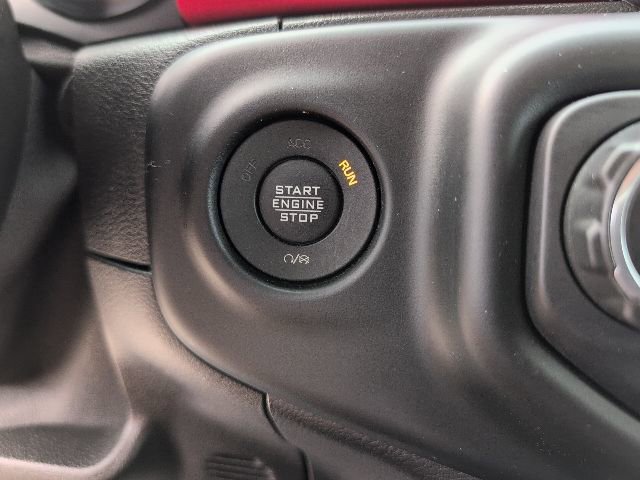 OFF
ACC
RUN
START
ENGINE
STOP